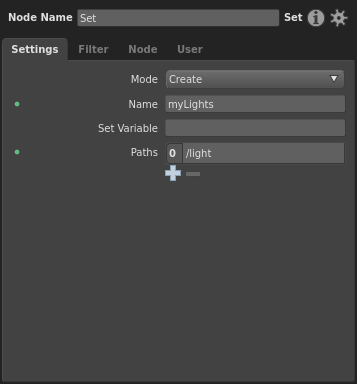 Node Name Set Set
Settings Filter Node User
Mode Create
Name myLights
Set Variable
Paths 0 /light